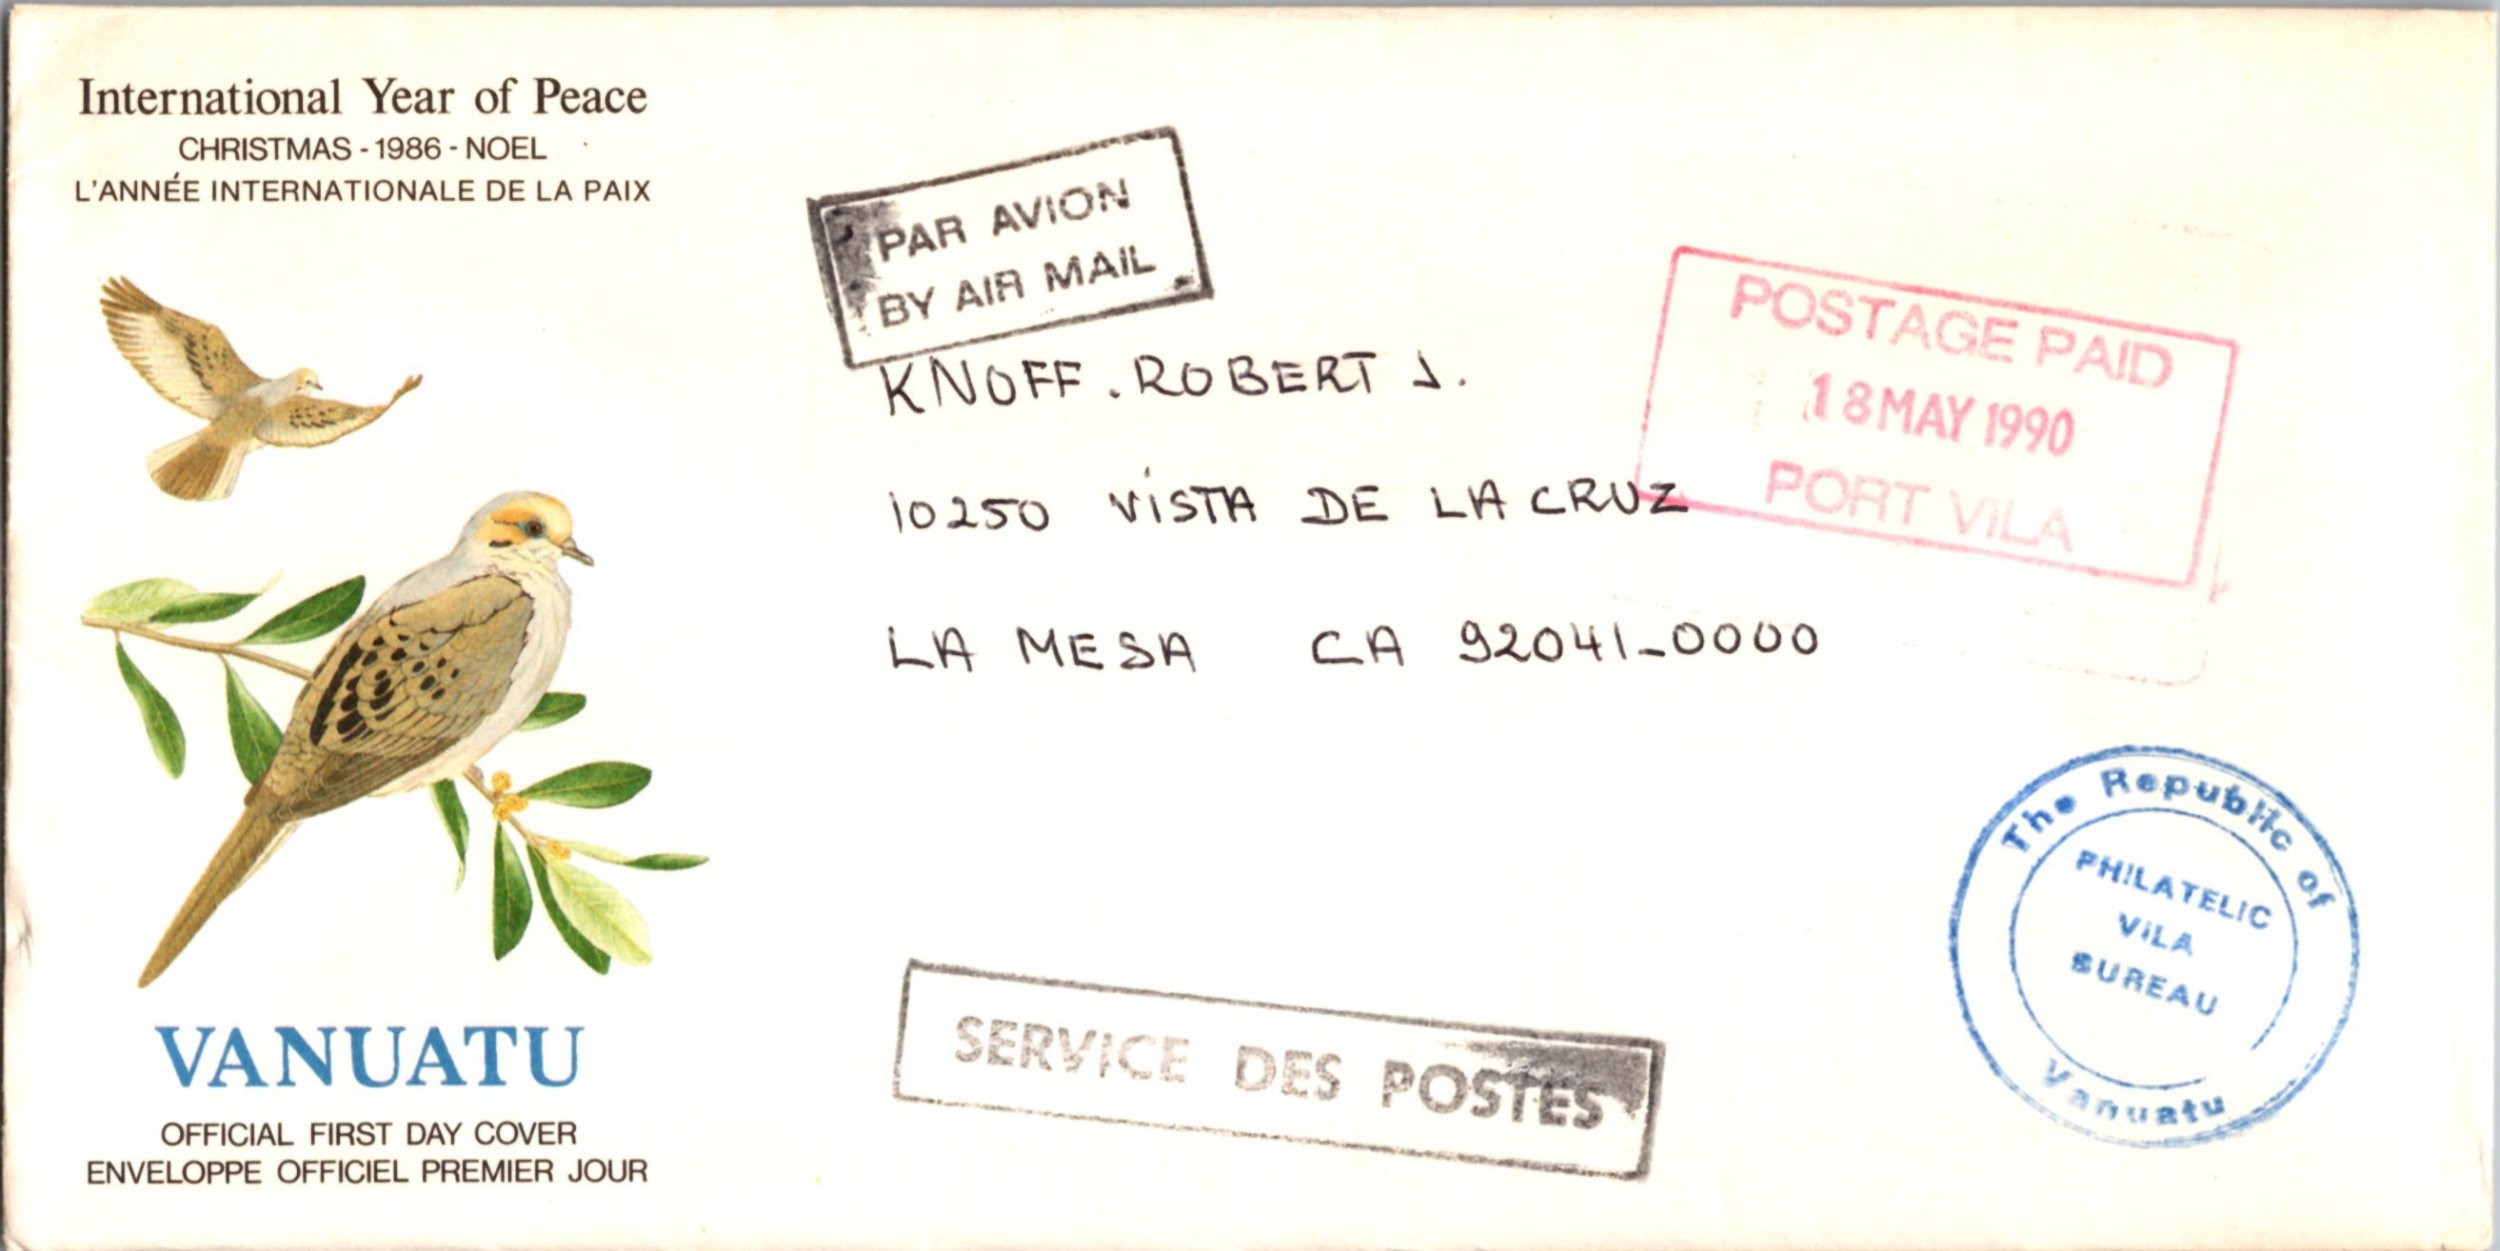 International Year of Peace
CHRISTMAS - 1986 - NOEL
L'ANNÉE INTERNATIONALE DE LA PAIX
PAR AVION
BY AIR MAIL
POSTAGE PAID
18 MAY 1990
PORT VILA
KNOFF. ROBERT J.
10250 VISTA DE LA CRUZ
LA MESA CA 92041-0000
The Republic of
PHILATELIC
VILA
BUREAU
Vanuatu
SERVICE DES POSTES
VANUATU
OFFICIAL FIRST DAY COVER
ENVELOPPE OFFICIEL PREMIER JOUR